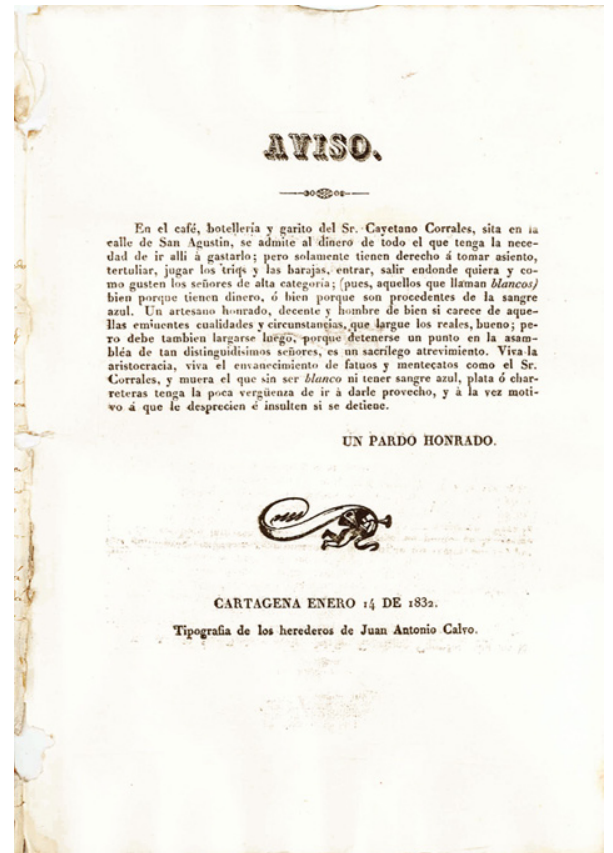 AVISO.
En el café, botelleria y garito del Sr. Cayetano Corrales, sita en la
calle de San Agustin, se admite al dinero de todo el que tenga la nece-
dad de ir alli á gastarlo; pero solamente tienen derecho á tomar asiento,
tertuliar, jugar los triqs y las barajas, entrar, salir endonde quiera y co-
mo gusten los señores de alta categoria; (pues, aquellos que llaman blancos)
bien porque tienen dinero, ó bien porque son procedentes de la sangre
azul. Un artesano honrado, decente y hombre de bien si carece de aque-
llas eminentes cualidades y circunstancias, que largue los reales, bueno; pe-
ro debe tambien largarse luego, porque detenerse un punto en la asam-
bléa de tan distinguidisimos señores, es un sacrilego atrevimiento. Viva la
aristocracia, viva el envanecimiento de fatuos y mentecatos como el Sr.
Corrales, y muera el que sin ser blanco ni tener sangre azul, plata ó char-
reteras tenga la poca vergüenza de ir á darle provecho, y á la vez moti-
vo á que le desprecien é insulten si se detiene.
UN PARDO HONRADO.
CARTAGENA ENERO 14 DE 1832.
Tipografia de los herederos de Juan Antonio Calvo.